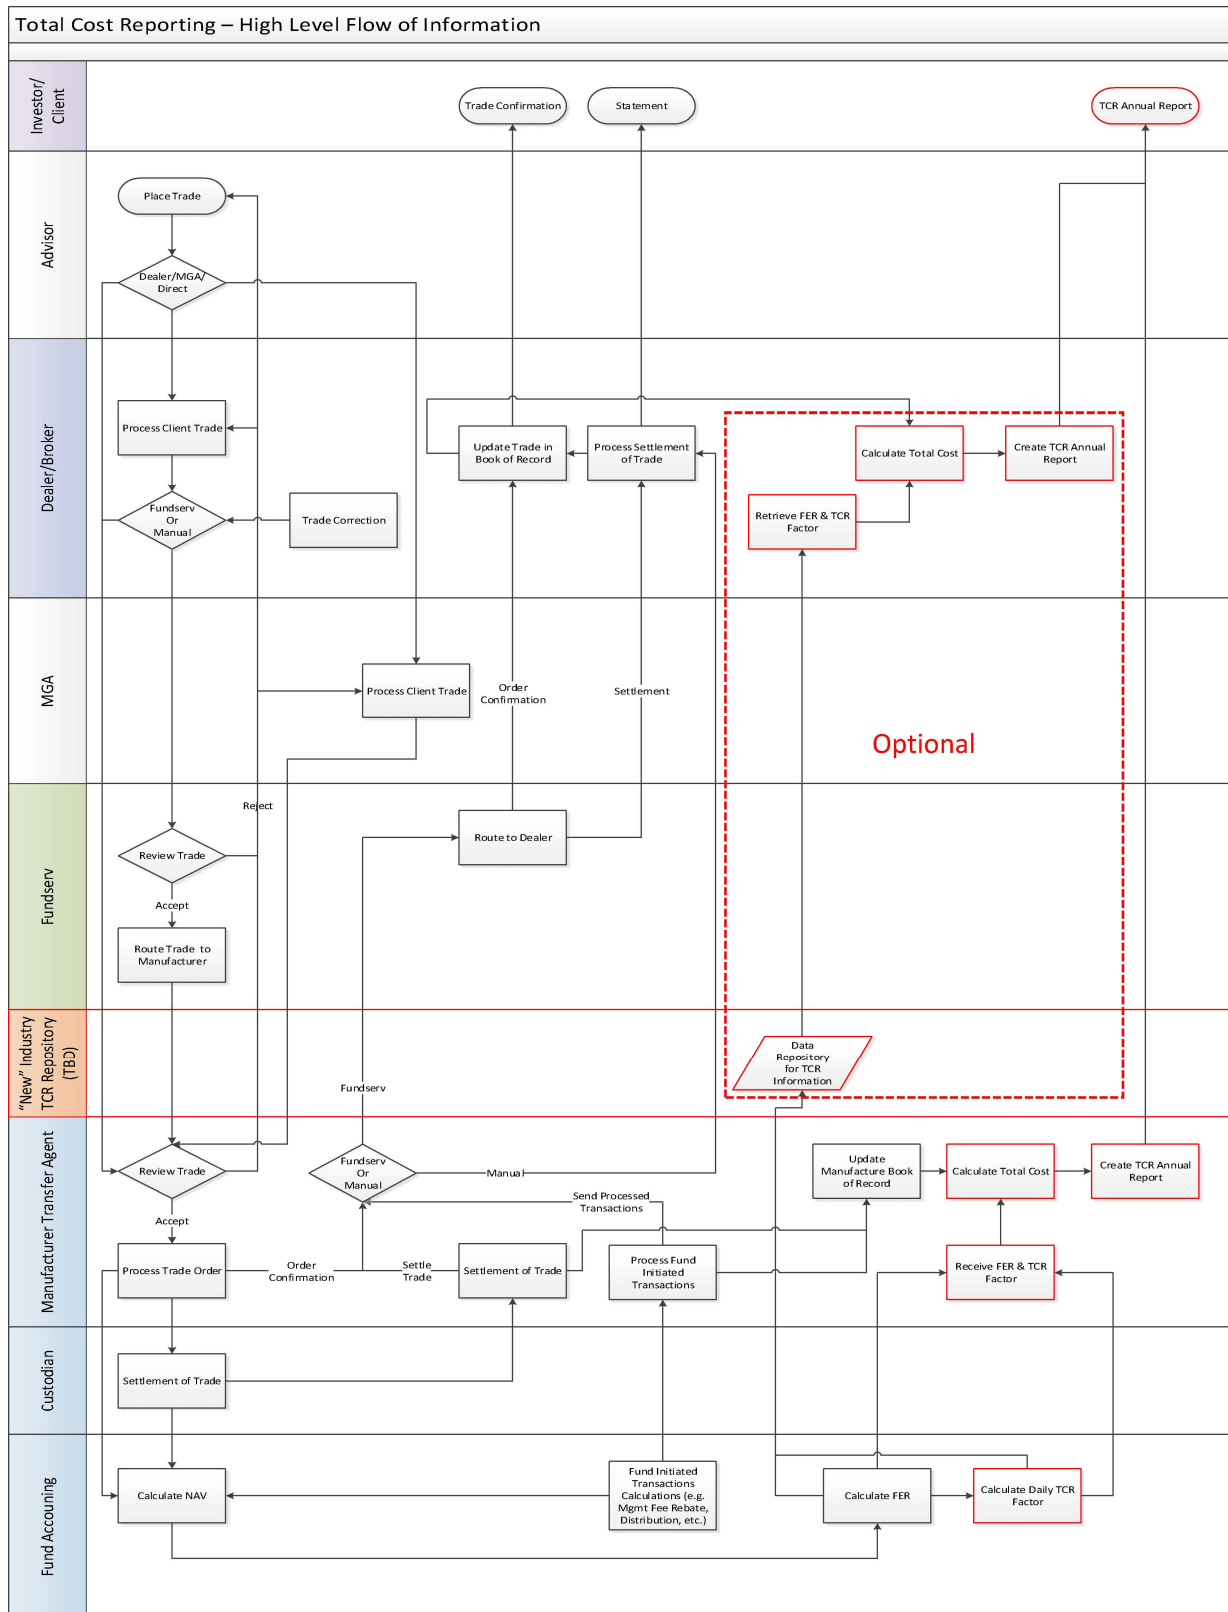 Total Cost Reporting – High Level Flow of Information
Investor/
Client
Trade Confirmation
Statement
TCR Annual Report
Advisor
Place Trade
Dealer/MGA/
Direct
Dealer/Broker
Process Client Trade
Update Trade in
Book of Record
Process Settlement
of Trade
Calculate Total Cost
Create TCR Annual
Report
Fundserv
Or
Manual
Trade Correction
Retrieve FER & TCR
Factor
MGA
Process Client Trade
Order
Confirmation
Settlement
Optional
Fundserv
Reject
Review Trade
Route to Dealer
Accept
Route Trade to
Manufacturer
"New" Industry
TCR Repository
(TBD)
Data
Repository
for TCR
Information
Fundserv
Manufacturer Transfer Agent
Review Trade
Fundserv
Or
Manual
Manual
Update
Manufacture Book
of Record
Calculate Total Cost
Create TCR Annual
Report
Send Processed
Transactions
Accept
Process Trade Order
Order
Confirmation
Settle
Trade
Settlement of Trade
Process Fund
Initiated
Transactions
Receive FER & TCR
Factor
Custodian
Settlement of Trade
Fund Accouning
Calculate NAV
Fund Initiated
Transactions
Calculations (e.g.
Mgmt Fee Rebate,
Distribution, etc.)
Calculate FER
Calculate Daily TCR
Factor